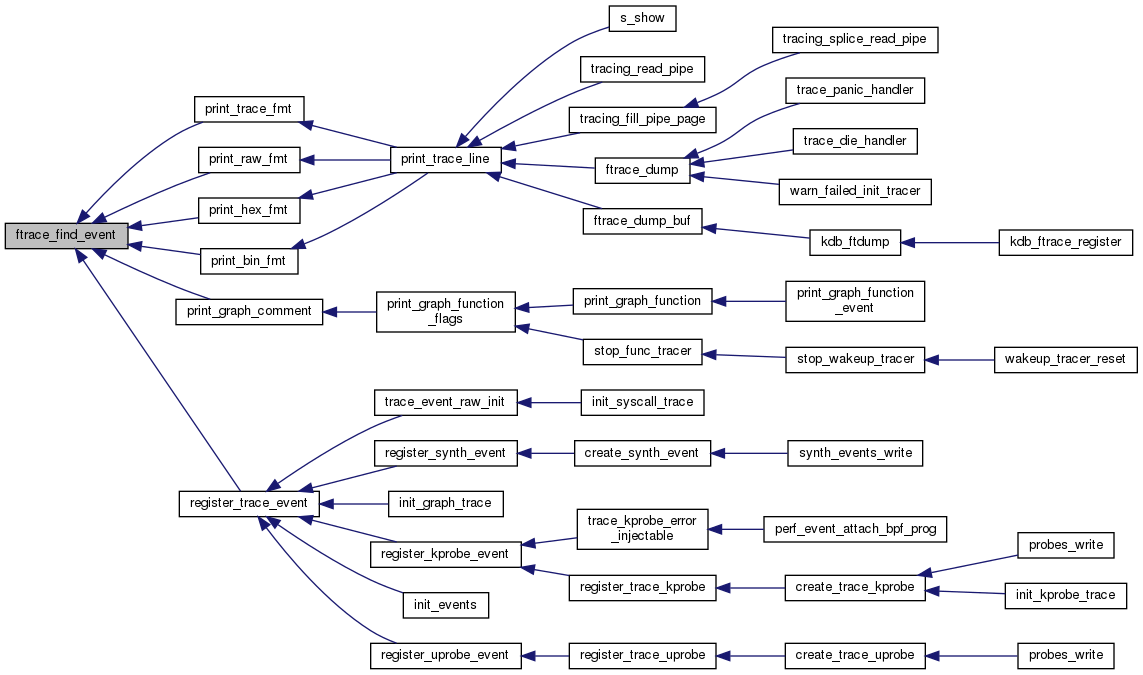 ftrace_find_event
print_trace_fmt
print_raw_fmt
print_hex_fmt
print_bin_fmt
print_graph_comment
register_trace_event
print_trace_line
s_show
tracing_read_pipe
tracing_fill_pipe_page
tracing_splice_read_pipe
ftrace_dump
trace_panic_handler
trace_die_handler
warn_failed_init_tracer
ftrace_dump_buf
kdb_ftdump
kdb_ftrace_register
print_graph_function
_flags
print_graph_function
print_graph_function
_event
stop_func_tracer
stop_wakeup_tracer
wakeup_tracer_reset
trace_event_raw_init
init_syscall_trace
register_synth_event
create_synth_event
synth_events_write
init_graph_trace
register_kprobe_event
trace_kprobe_error
_injectable
perf_event_attach_bpf_prog
register_trace_kprobe
create_trace_kprobe
probes_write
init_kprobe_trace
init_events
register_uprobe_event
register_trace_uprobe
create_trace_uprobe
probes_write